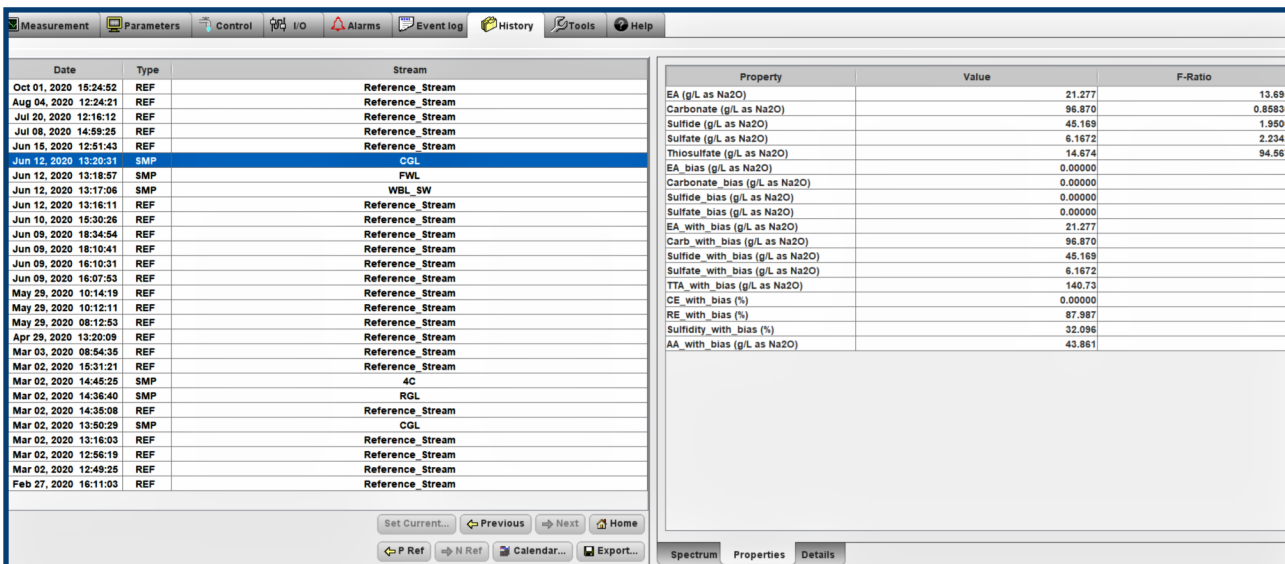 Measurement Parameters Control I/O Alarms Event log History Tools Help
Date Type Stream
Oct 01, 2020 15:24:52 REF Reference_Stream
Aug 04, 2020 12:24:21 REF Reference_Stream
Jul 20, 2020 12:16:12 REF Reference_Stream
Jul 08, 2020 14:59:25 REF Reference_Stream
Jun 15, 2020 12:51:43 REF Reference_Stream
Jun 12, 2020 13:20:31 SMP CGL
Jun 12, 2020 13:18:57 SMP FWL
Jun 12, 2020 13:17:06 SMP WBL_SW
Jun 12, 2020 13:16:11 REF Reference_Stream
Jun 10, 2020 15:30:26 REF Reference_Stream
Jun 09, 2020 18:34:54 REF Reference_Stream
Jun 09, 2020 18:10:41 REF Reference_Stream
Jun 09, 2020 16:10:31 REF Reference_Stream
Jun 09, 2020 16:07:53 REF Reference_Stream
May 29, 2020 10:14:19 REF Reference_Stream
May 29, 2020 10:12:11 REF Reference_Stream
May 29, 2020 08:12:53 REF Reference_Stream
Apr 29, 2020 13:20:09 REF Reference_Stream
Mar 03, 2020 08:54:35 REF Reference_Stream
Mar 02, 2020 15:31:21 REF Reference_Stream
Mar 02, 2020 14:45:25 SMP 4C
Mar 02, 2020 14:36:40 SMP RGL
Mar 02, 2020 14:35:08 REF Reference_Stream
Mar 02, 2020 13:50:29 SMP CGL
Mar 02, 2020 13:16:03 REF Reference_Stream
Mar 02, 2020 12:56:19 REF Reference_Stream
Mar 02, 2020 12:49:25 REF Reference_Stream
Feb 27, 2020 16:11:03 REF Reference_Stream
Set Current... Previous Next Home
P Ref N Ref Calendar... Export...
Property Value F-Ratio
EA (g/L as Na2O) 21.277 13.69
Carbonate (g/L as Na2O) 96.870 0.8583
Sulfide (g/L as Na2O) 45.169 1.950
Sulfate (g/L as Na2O) 6.1672 2.234
Thiosulfate (g/L as Na2O) 14.674 94.56
EA_bias (g/L as Na2O) 0.00000
Carbonate_bias (g/L as Na2O) 0.00000
Sulfide_bias (g/L as Na2O) 0.00000
Sulfate_bias (g/L as Na2O) 0.00000
EA_with_bias (g/L as Na2O) 21.277
Carb_with_bias (g/L as Na2O) 96.870
Sulfide_with_bias (g/L as Na2O) 45.169
Sulfate_with_bias (g/L as Na2O) 6.1672
TTA_with_bias (g/L as Na2O) 140.73
CE_with_bias (%) 0.00000
RE_with_bias (%) 87.987
Sulfidity_with_bias (%) 32.096
AA_with_bias (g/L as Na2O) 43.861
Spectrum Properties Details